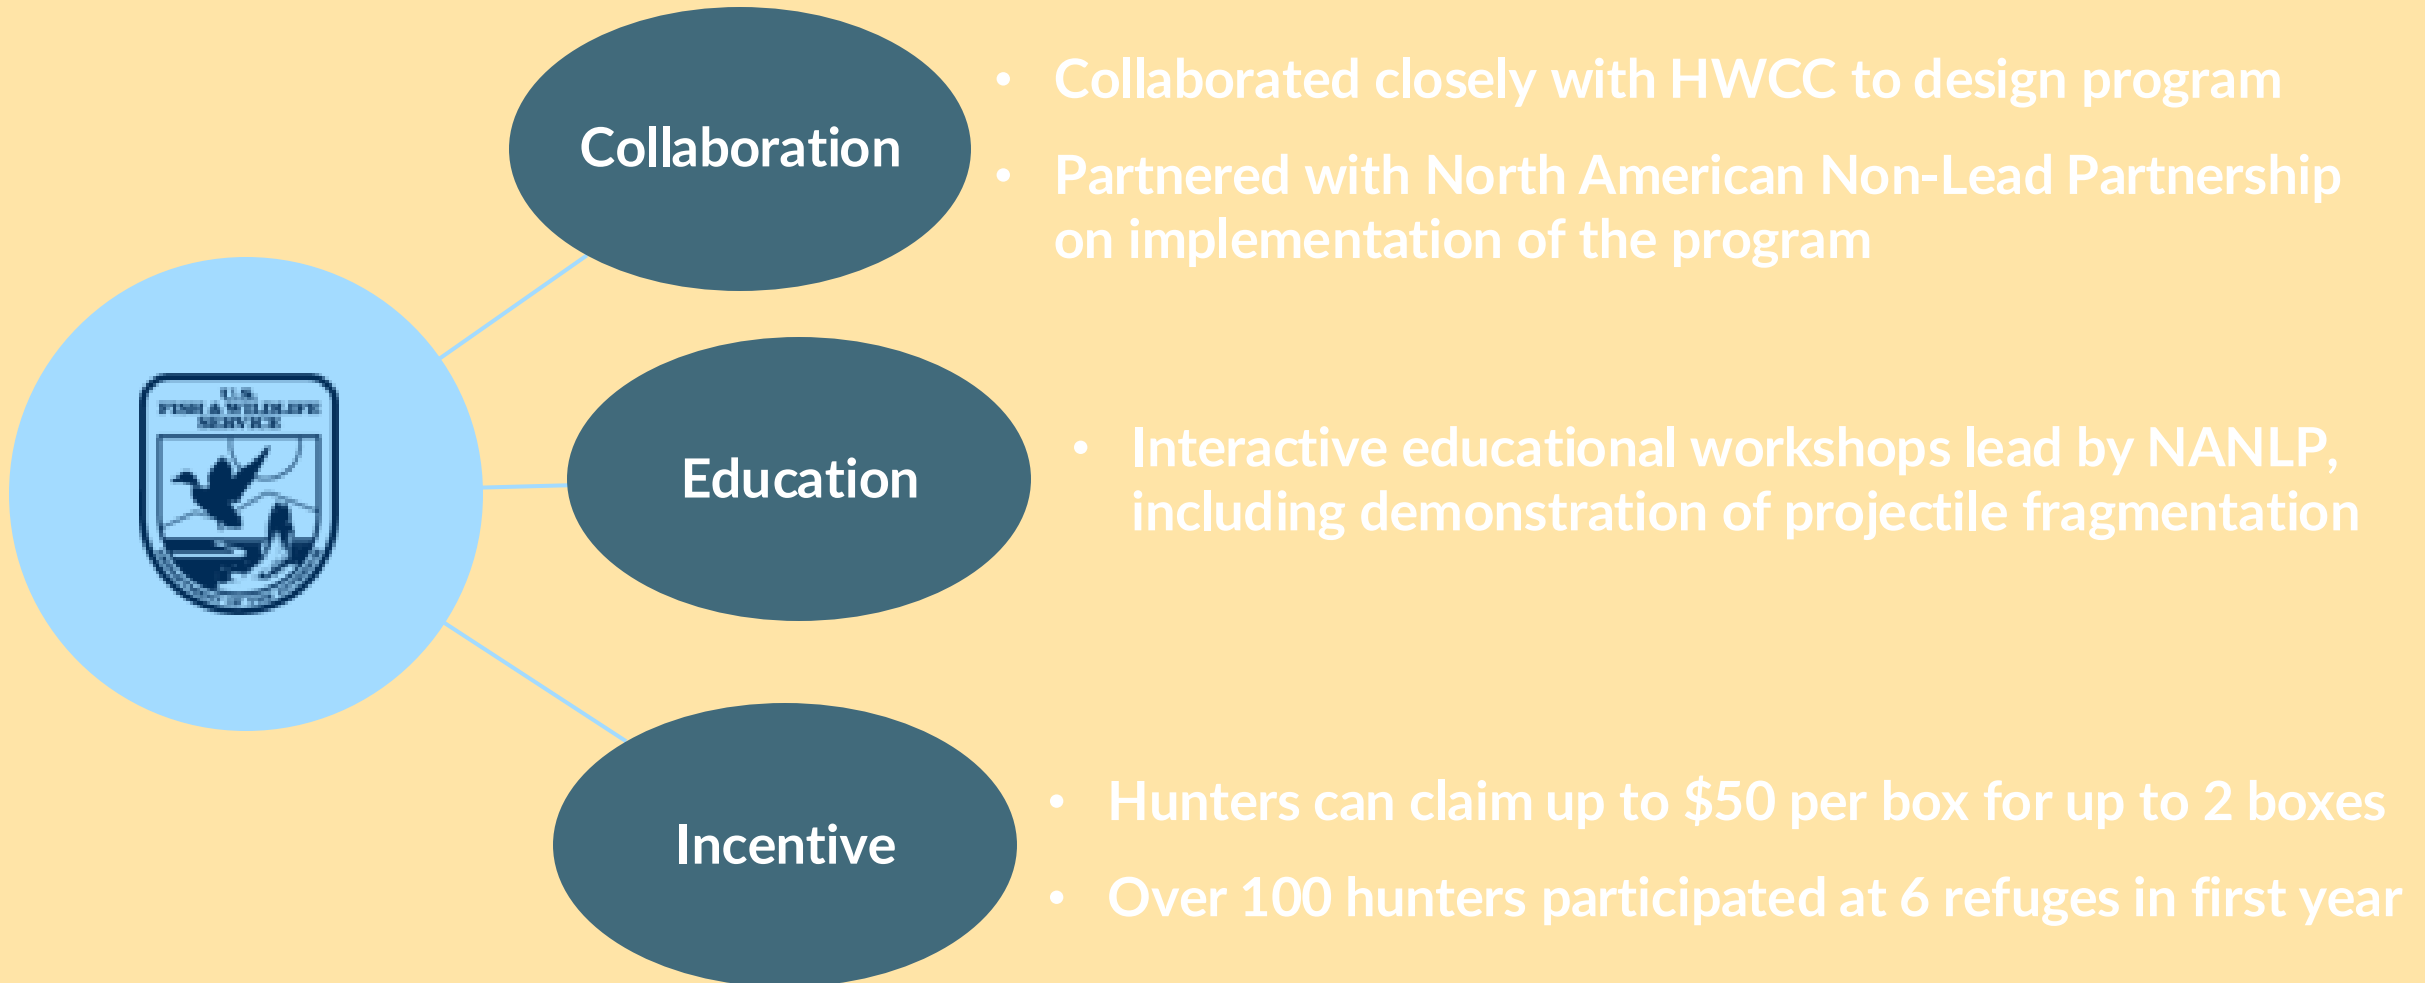 Collaboration
• Collaborated closely with HWCC to design program
• Partnered with North American Non-Lead Partnership
on implementation of the program
U.S.
FISH & WILDLIFE
SERVICE
Education
• Interactive educational workshops lead by NANLP,
including demonstration of projectile fragmentation
Incentive
• Hunters can claim up to $50 per box for up to 2 boxes
• Over 100 hunters participated at 6 refuges in first year